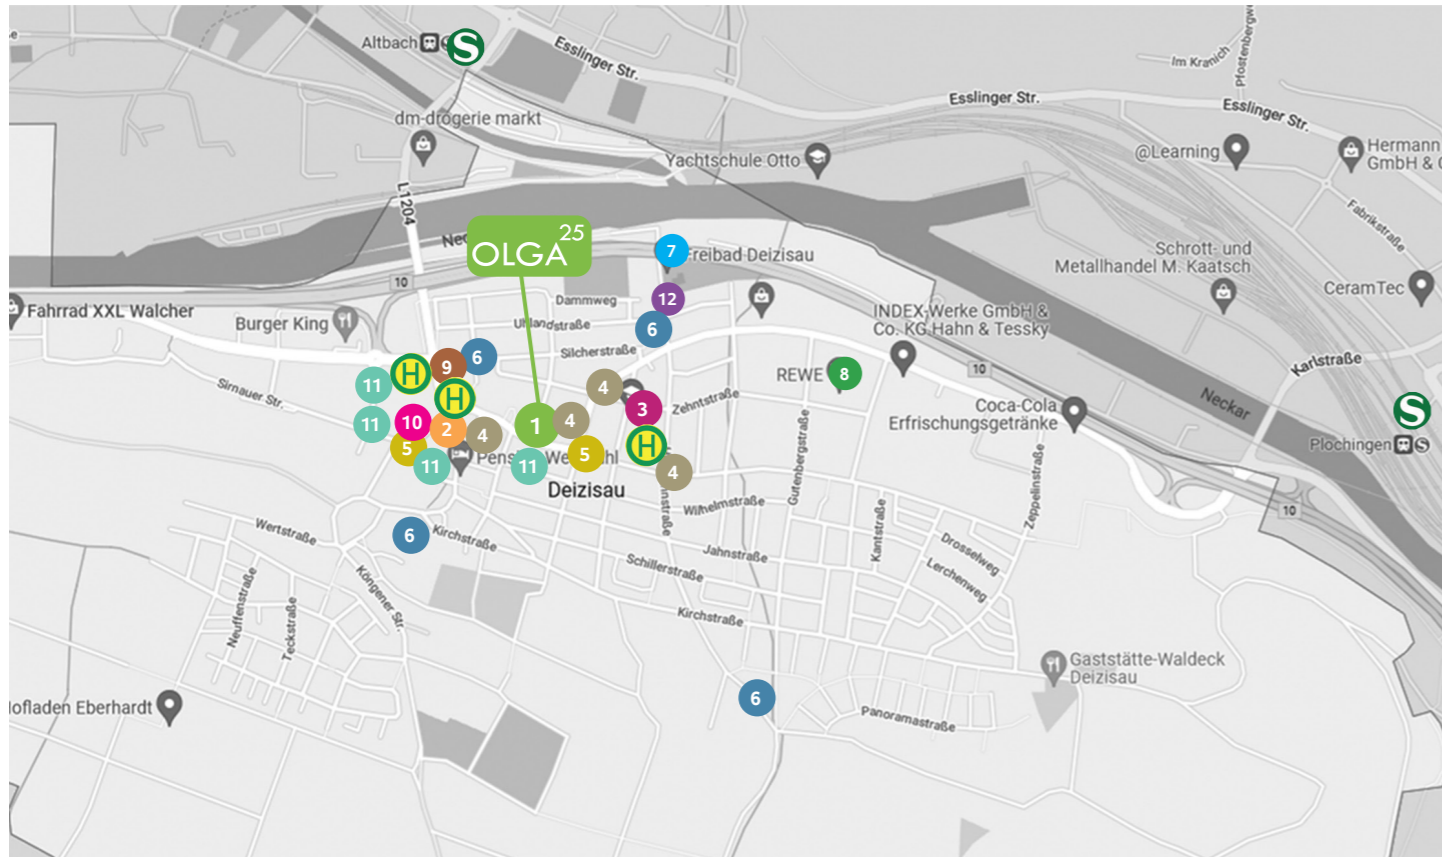 Altbach
S
Esslinger Str.
Im Kranich
Esslinger Str.
Esslinger Str.
dm-drogerie markt
Yachtschule Otto
@Learning
Hermann
GmbH &
L1204
Fabrikstraße
OLGA 25
7
Freibad Deizisau
Schrott- und
Metallhandel M. Kaatsch
10
CeramTec
12
Dammweg
Fahrrad XXL Walcher
Burger King
Uhlandstraße
6
INDEX-Werke GmbH &
Co. KG Hahn & Tessky
Silcherstraße
6
9
H
11
REWE
8
10
Karlstraße
Sirnauer Str.
H
4
3
Zehntstraße
Neckar
Coca-Cola
Erfrischungsgetränke
S
Plochingen
11
10
2
4
1
4
H
5
11
11
5
4
Deizisau
Gutenbergstraße
Wilhelmstraße
Kantstraße
Zeppelinstraße
10
Wertstraße
6
Kirchstraße
Jahnstraße
Drosselweg
Schillerstraße
Lerchenweg
Köngener Str.
Neuffenstraße
Teckstraße
Kirchstraße
Gaststätte-Waldeck
Deizisau
6
Hofladen Eberhardt
Panoramastraße